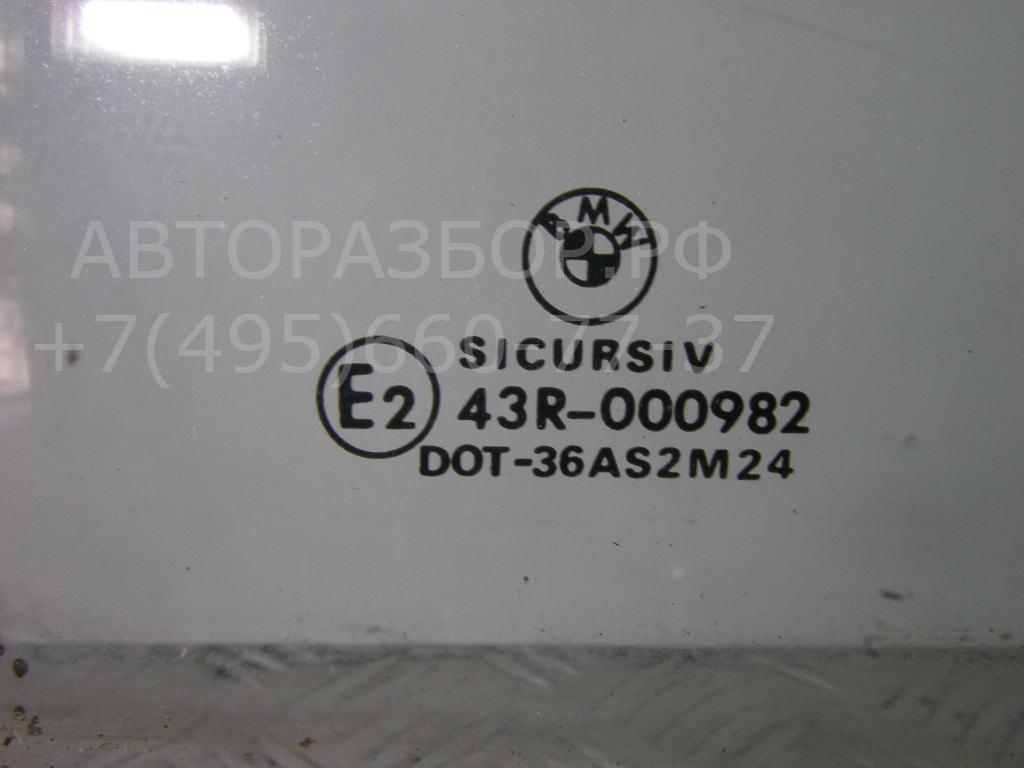 BMW
АВТОРАЗБОР.РФ
+7(495)660-77-37
SICURSIV
E2 43R-000982
DOT-36AS2M24